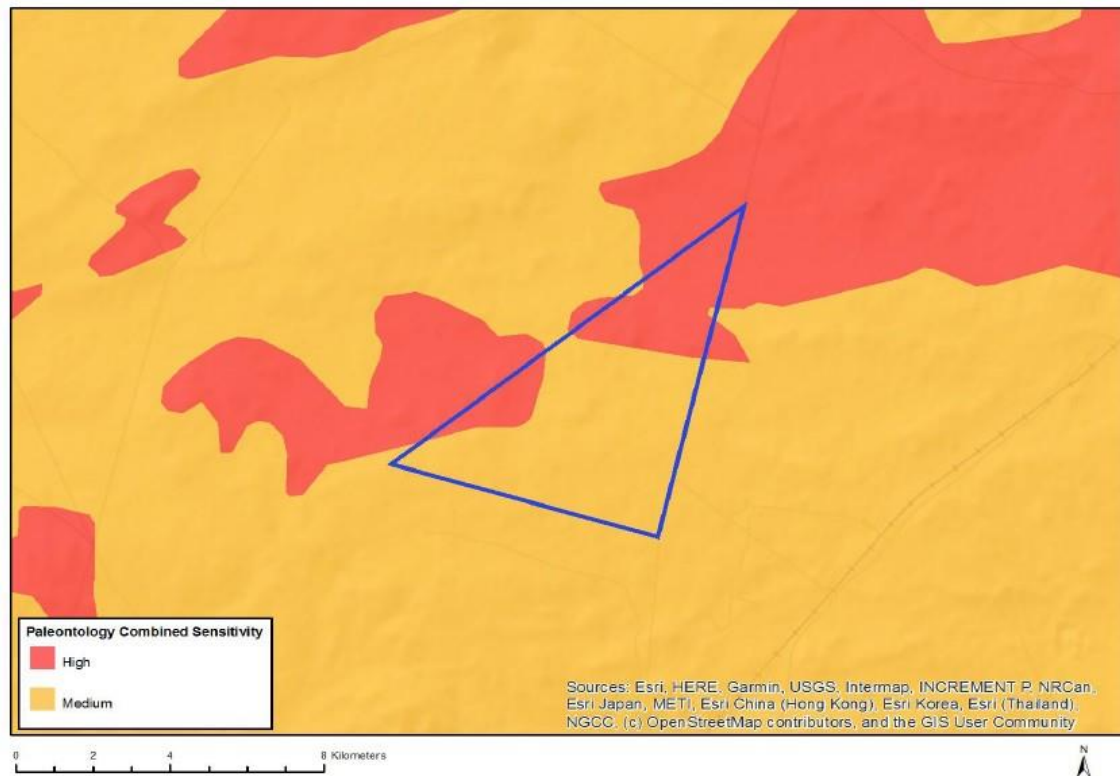 Paleontology Combined Sensitivity
High
Medium
Sources: Esri, HERE, Garmin, USGS, Intermap, INCREMENT P, NRCan,
Esri Japan, METI, Esri China (Hong Kong), Esri Korea, Esri (Thailand),
NGCC, (c) OpenStreetMap contributors, and the GIS User Community
0 2 4 8 Kilometers
N